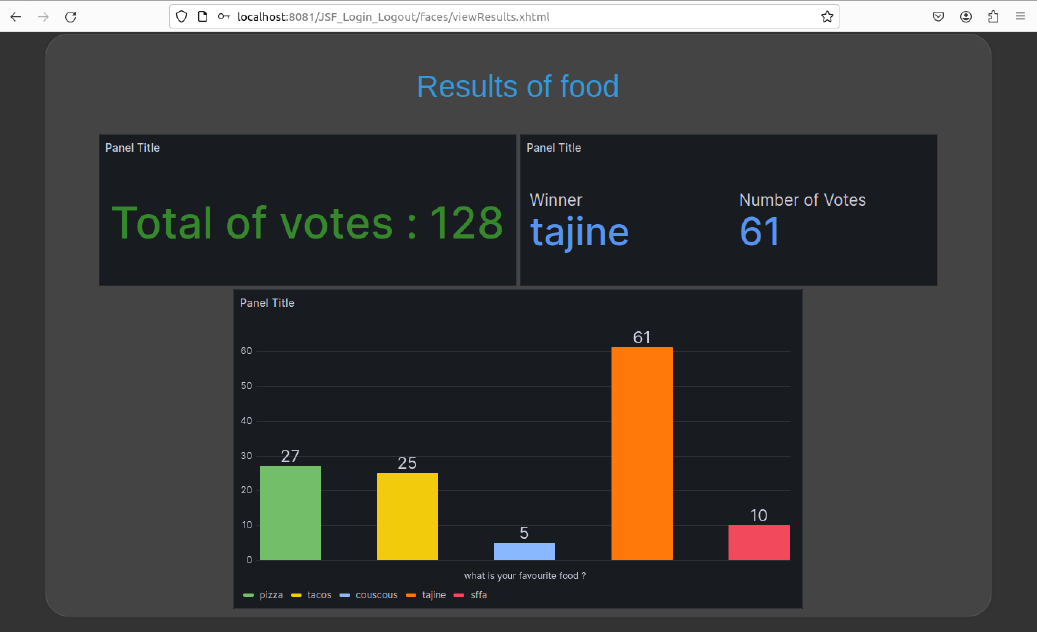 localhost:8081/JSF_Login_Logout/faces/viewResults.xhtml
Results of food
Panel Title
Total of votes : 128
Panel Title
Winner
tajine
Number of Votes
61
Panel Title
60
50
40
30
20
10
0
27
25
5
61
10
what is your favourite food ?
pizza tacos couscous tajine sffa